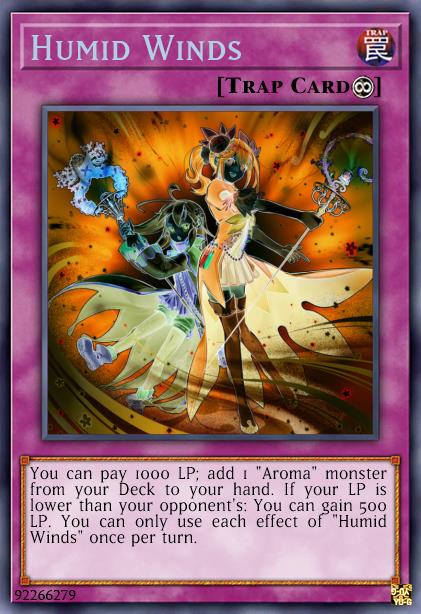 Humid Winds
TRAP
罠
[Trap Card]
You can pay 1000 LP; add 1 "Aroma" monster
from your Deck to your hand. If your LP is
lower than your opponent's: You can gain 500
LP. You can only use each effect of "Humid
Winds" once per turn.
92266279